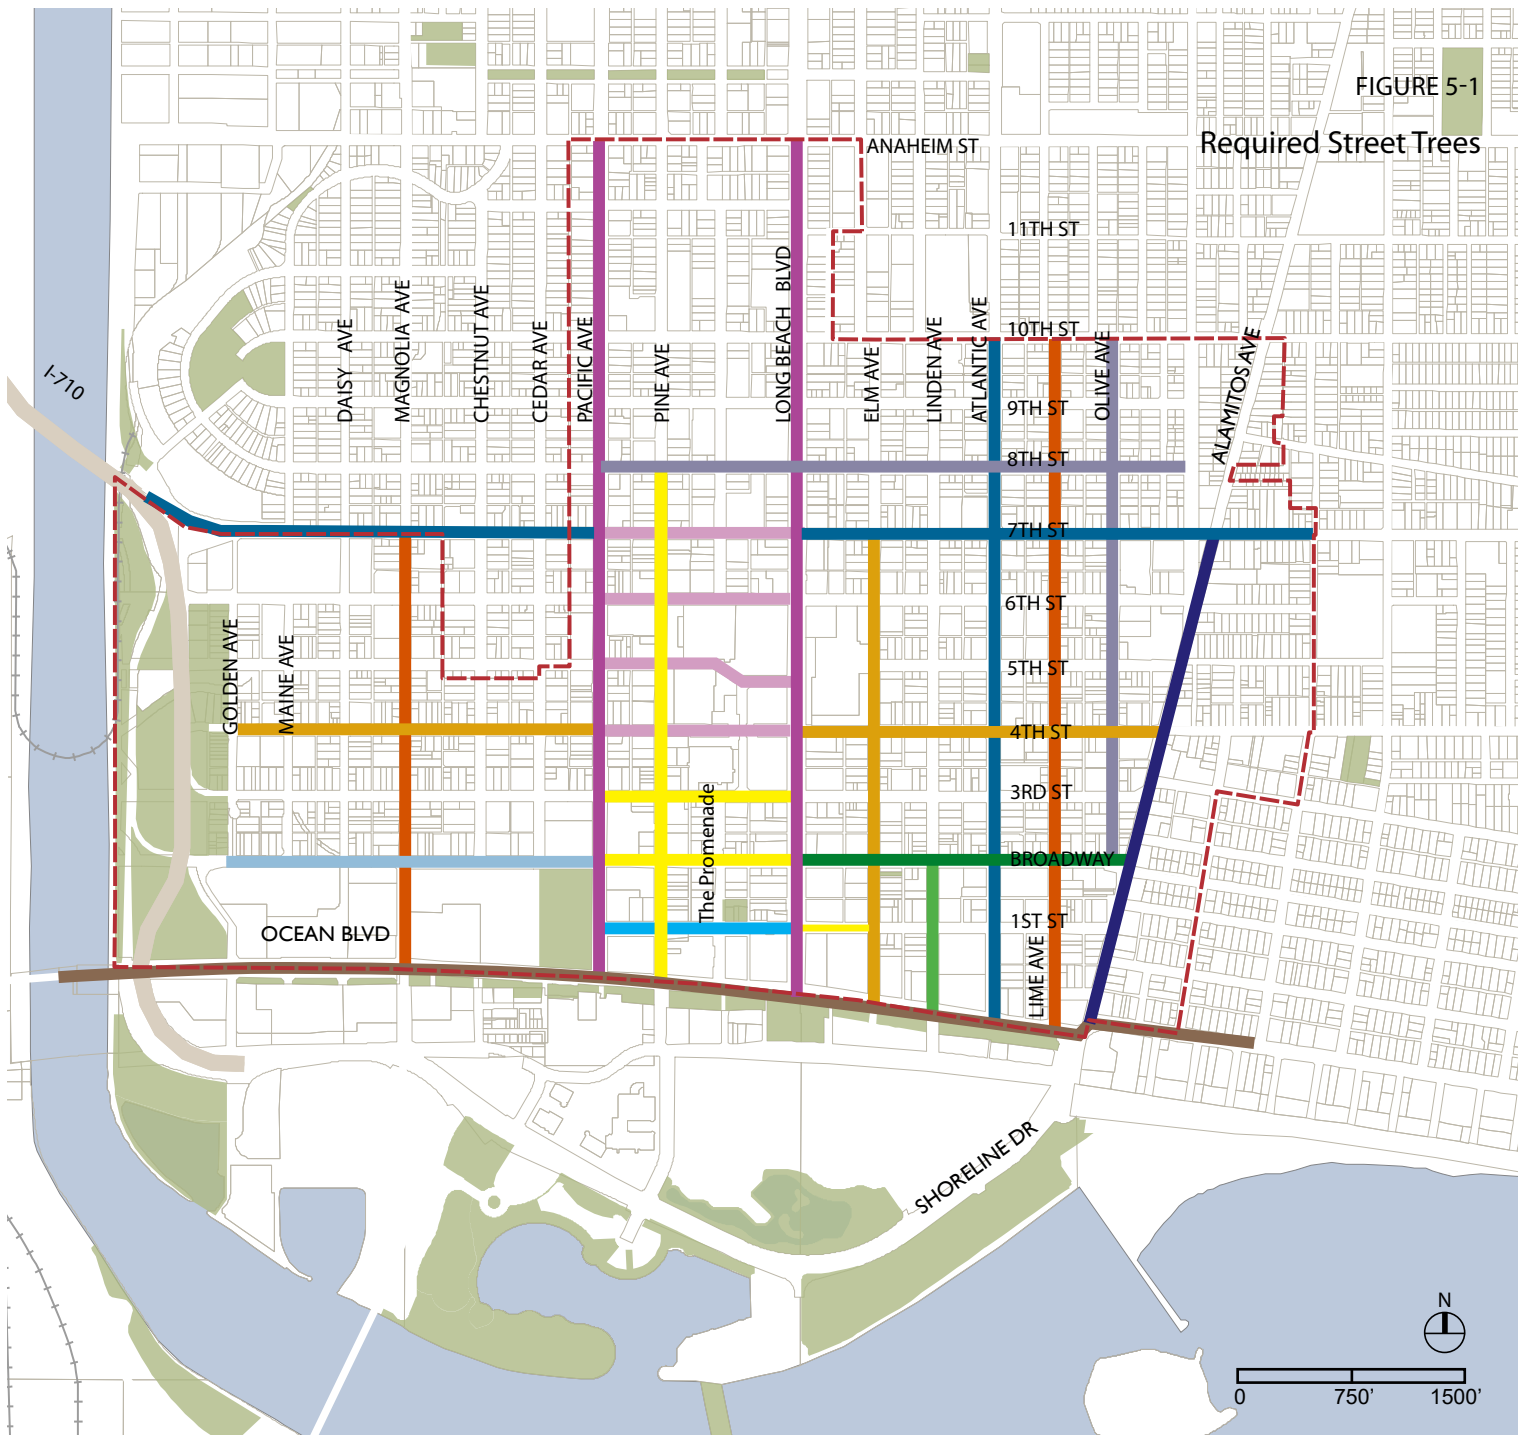 FIGURE 5-1
Required Street Trees
ANAHEIM ST
11TH ST
10TH ST
9TH ST
8TH ST
7TH ST
6TH ST
5TH ST
4TH ST
3RD ST
BROADWAY
1ST ST
I-710
DAISY AVE
MAGNOLIA AVE
CHESTNUT AVE
CEDAR AVE
PACIFIC AVE
PINE AVE
LONG BEACH BLVD
ELM AVE
LINDEN AVE
ATLANTIC AVE
OLIVE AVE
ALAMITOS AVE
GOLDEN AVE
MAINE AVE
The Promenade
LIME AVE
OCEAN BLVD
SHORELINE DR
N
0 750' 1500'